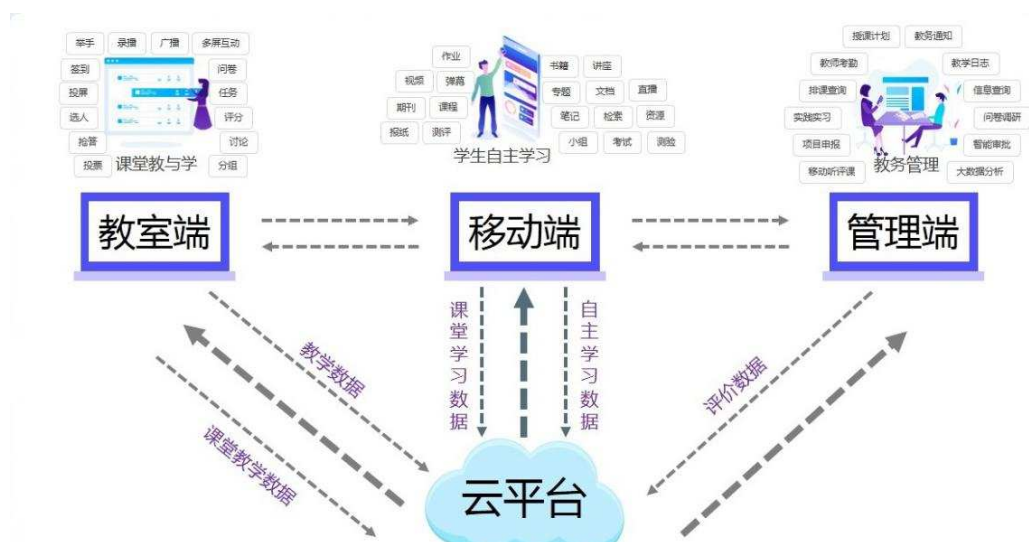 举手 录播 广播 多屏互动
签到 问卷
投屏 任务
选人 评分
抢答 讨论
投票 课堂教与学 分组
作业
视频 弹幕
期刊 课程
报纸 测评
书籍 讲座
专题 文档 直播
笔记 检索 资源
小组 考试 测验
学生自主学习
授课计划 教务通知
教师考勤 教学日志
排课查询 信息查询
实践实习 问卷调研
项目申报 智能审批
移动听评课 教务管理 大数据分析
教室端
移动端
管理端
课堂学习数据
自主学习数据
教学数据
课堂教学数据
评价数据
云平台